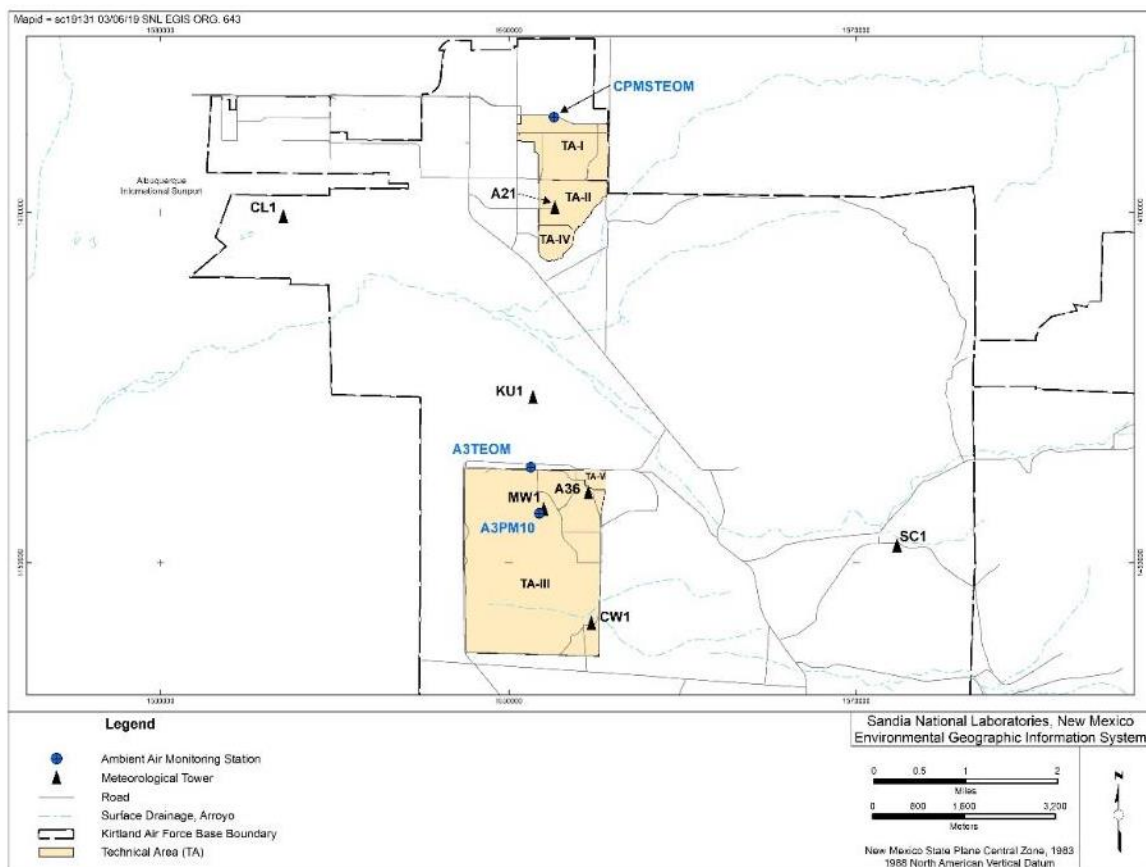 Mapid = sc19131 03/06/19 SNL EGIS ORG. 643
CPMSTEOM
TA-I
Albuquerque
International Sunport
A21
TA-II
CL1
TA-IV
KU1
A3TEOM
TA-V
A36
MW1
A3PM10
SC1
TA-III
CW1
Legend
Ambient Air Monitoring Station
Meteorological Tower
Road
Surface Drainage, Arroyo
Kirtland Air Force Base Boundary
Technical Area (TA)
Sandia National Laboratories, New Mexico
Environmental Geographic Information System
0 0.5 1 2
Miles
0 800 1,600 3,200
Meters
N
New Mexico State Plane Central Zone, 1983
1988 North American Vertical Datum